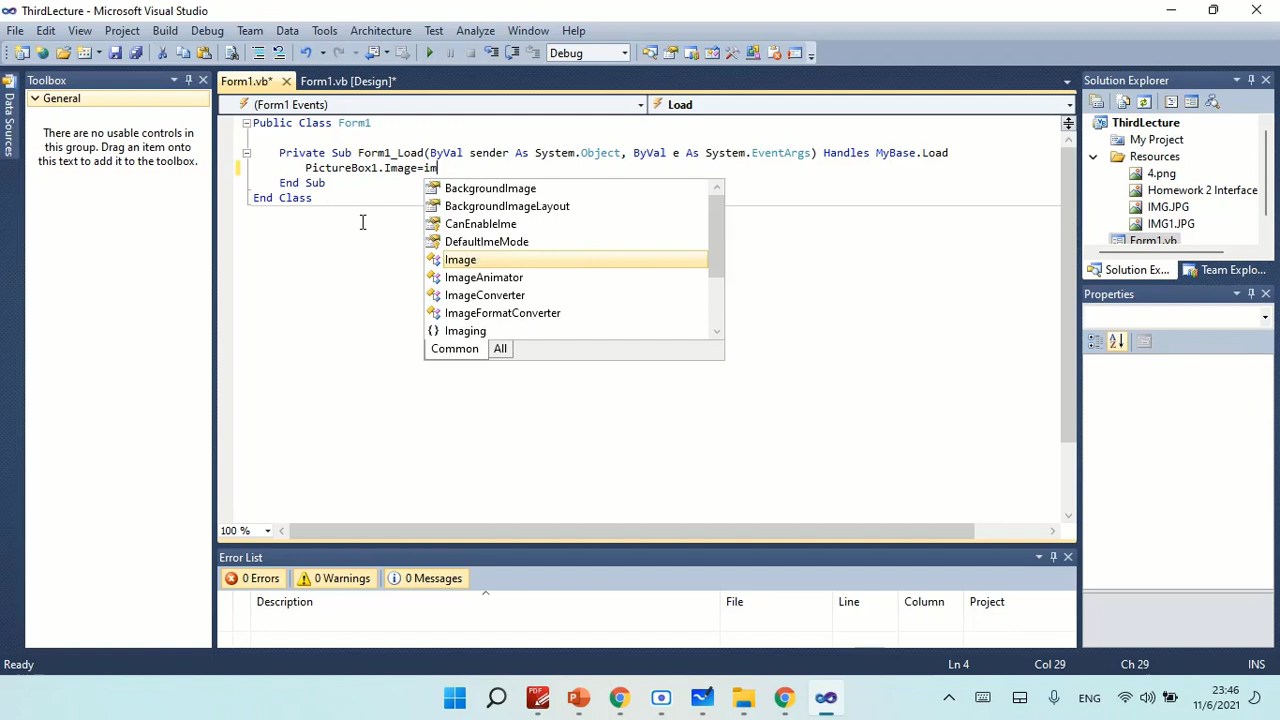 ThirdLecture - Microsoft Visual Studio
File Edit View Project Build Debug Team Data Tools Architecture Test Analyze Window Help
Debug
Data Sources
Toolbox
General
There are no usable controls in
this group. Drag an item onto
this text to add it to the toolbox.
Form1.vb* Form1.vb [Design]*
(Form1 Events) Load
Public Class Form1
Private Sub Form1_Load(ByVal sender As System.Object, ByVal e As System.EventArgs) Handles MyBase.Load
PictureBox1.Image=im
End Sub
End Class
BackgroundImage
BackgroundImageLayout
CanEnableIme
DefaultImeMode
Image
ImageAnimator
ImageConverter
ImageFormatConverter
{} Imaging
Common All
100 %
Solution Explorer
ThirdLecture
My Project
Resources
4.png
Homework 2 Interface
IMG.JPG
IMG1.JPG
Form1.vb
Solution Ex... Team Explo...
Properties
Error List
0 Errors 0 Warnings 0 Messages
Description File Line Column Project
Ready Ln 4 Col 29 Ch 29 INS
PDF
ENG
23:46
11/6/2021